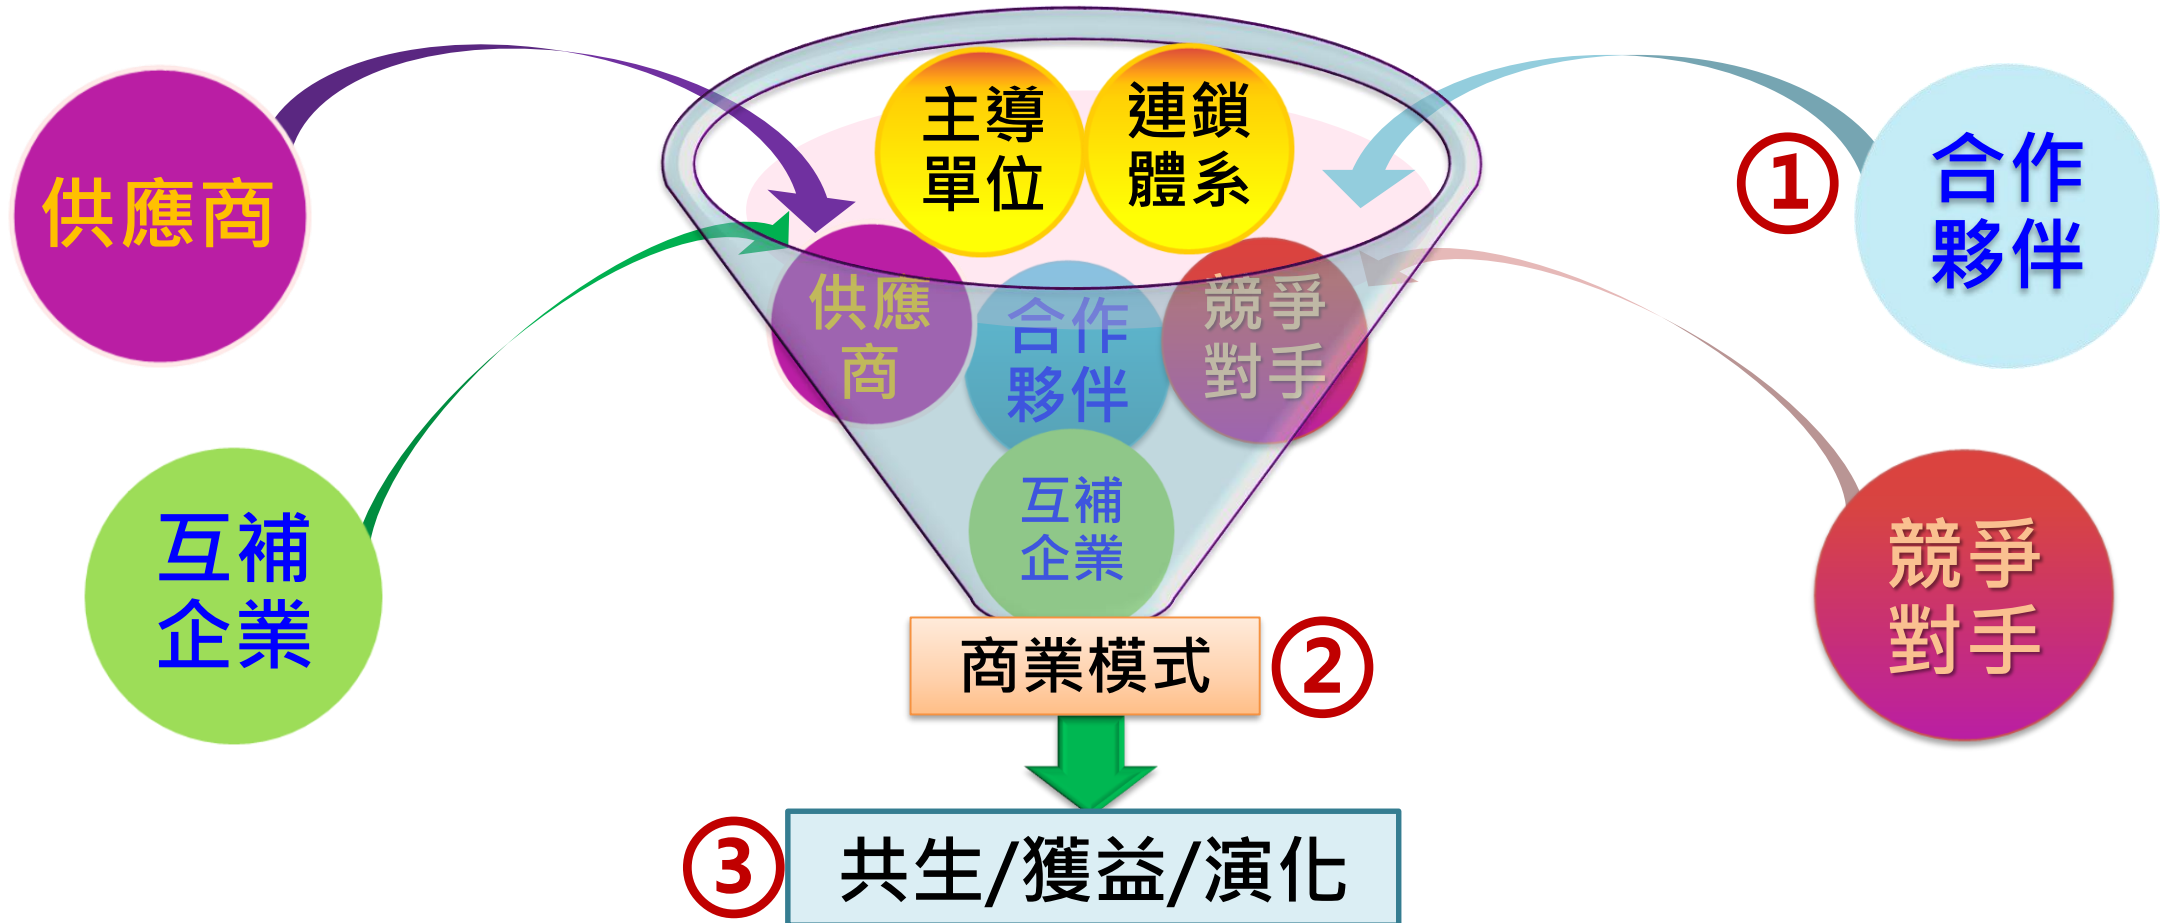 主導
單位
連鎖
體系
供應商
①
合作
夥伴
供應
商
合作
夥伴
競爭
對手
互補
企業
互補
企業
競爭
對手
商業模式
②
③
共生/獲益/演化